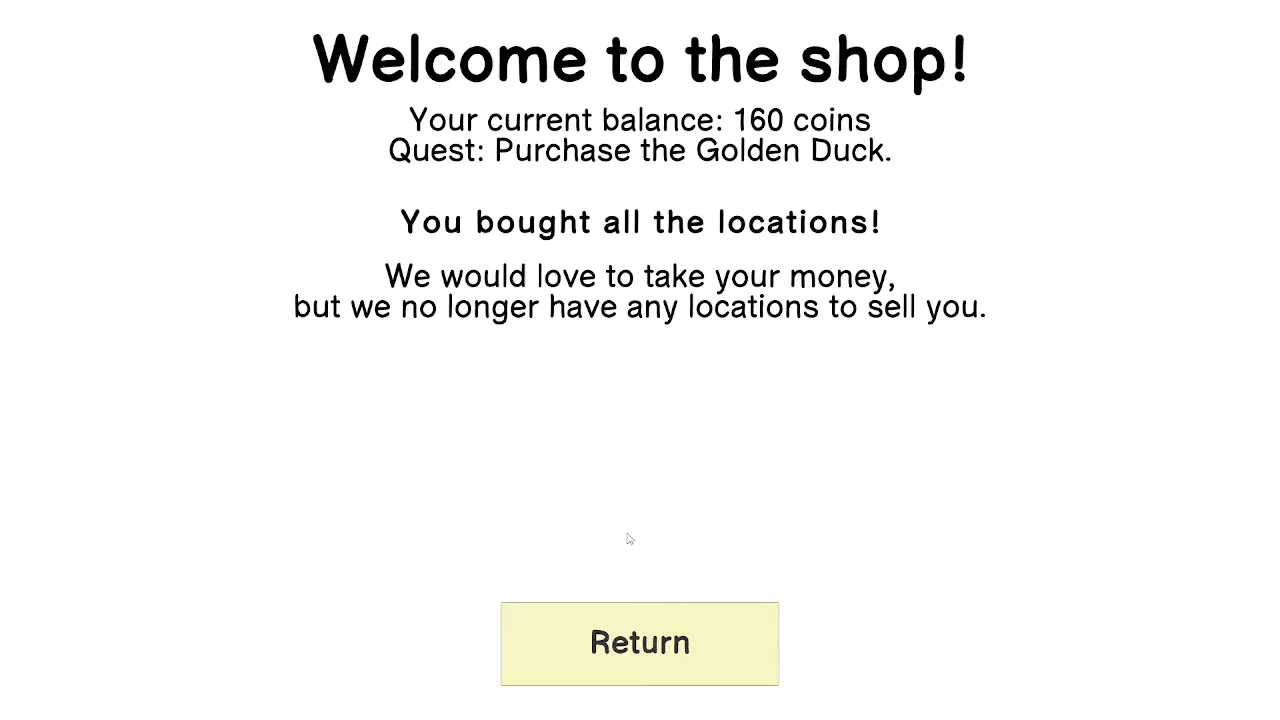 Welcome to the shop!
Your current balance: 160 coins
Quest: Purchase the Golden Duck.
You bought all the locations!
We would love to take your money,
but we no longer have any locations to sell you.
Return